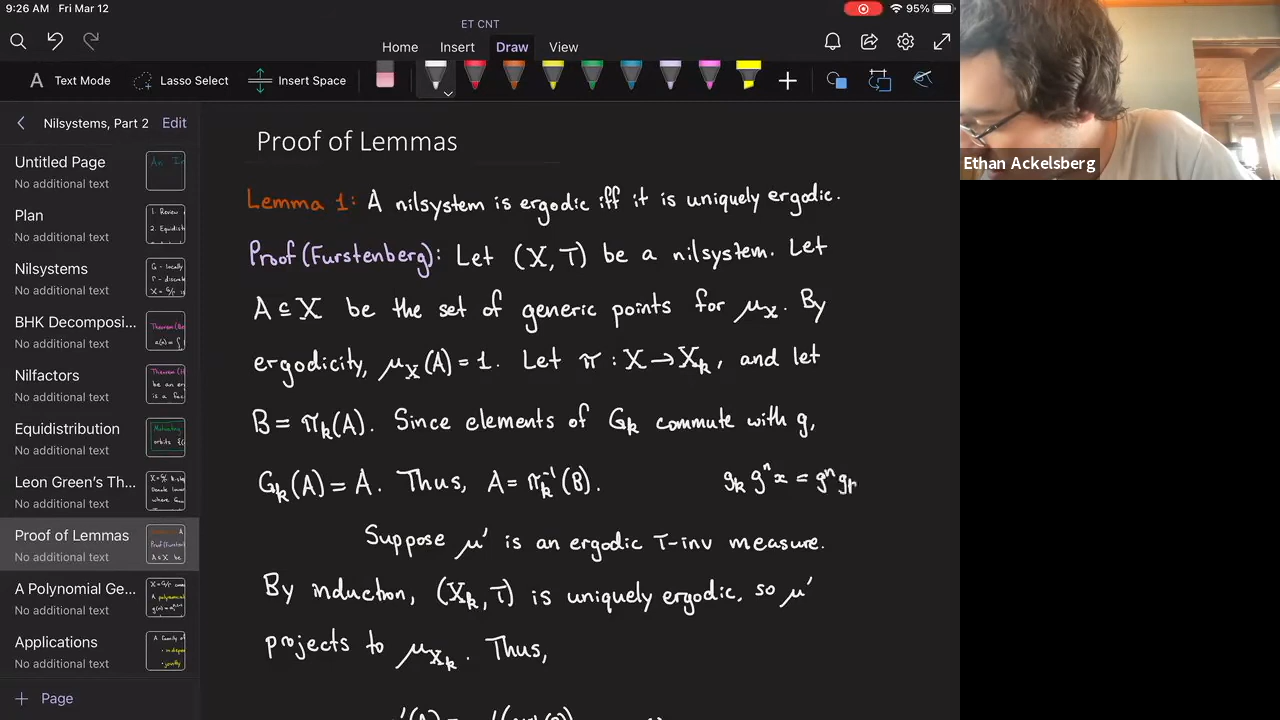 9:26 AM Fri Mar 12
95%
ET CNT
Home Insert Draw View
Text Mode Lasso Select Insert Space
Nilsystems, Part 2 Edit
Untitled Page
No additional text
Plan
No additional text
Nilsystems
No additional text
BHK Decomposi...
No additional text
Nilfactors
No additional text
Equidistribution
No additional text
Leon Green's Th...
No additional text
Proof of Lemmas
No additional text
A Polynomial Ge...
No additional text
Applications
No additional text
Page
Proof of Lemmas
Lemma 1: A nilsystem is ergodic iff it is uniquely ergodic.
Proof (Furstenberg): Let (X, T) be a nilsystem. Let
A ⊆ X be the set of generic points for μ_X. By
ergodicity, μ_X(A) = 1. Let π : X → X_k, and let
B = π_k(A). Since elements of G_k commute with g,
G_k(A) = A. Thus, A = π_k^{-1}(B). g_k g^n x = g^n g_k
Suppose μ' is an ergodic T-inv measure.
By induction, (X_k, T) is uniquely ergodic, so μ'
projects to μ_{X_k}. Thus,
Ethan Ackelsberg